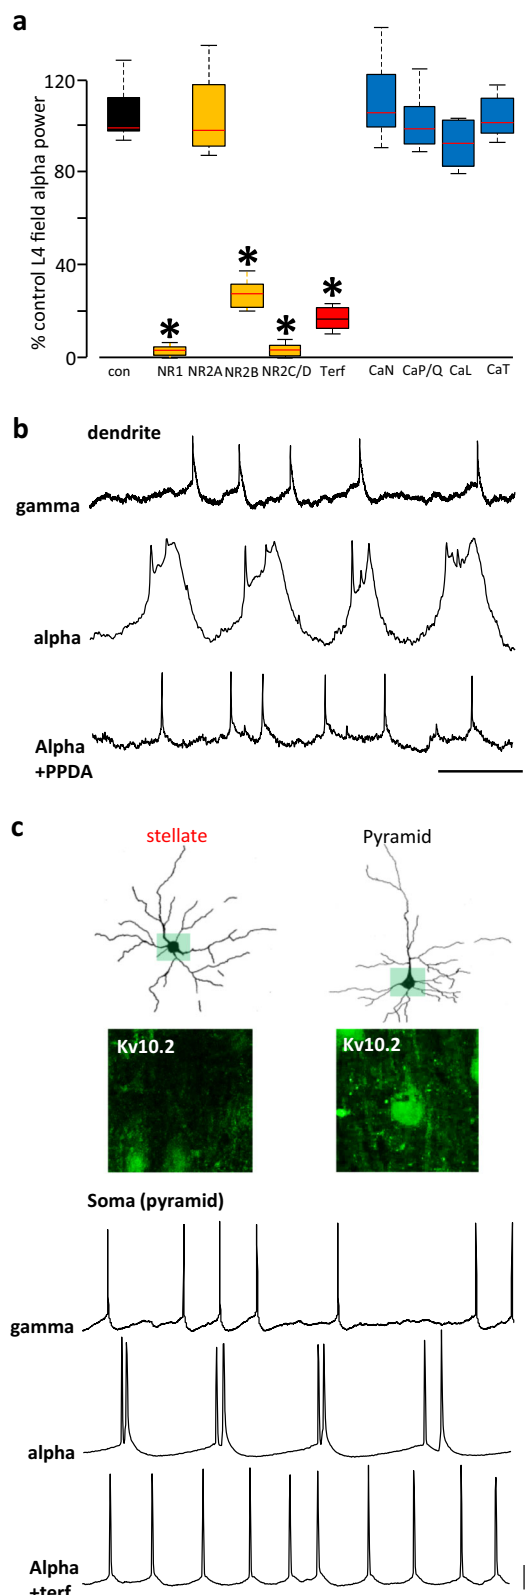 a
% control L4 field alpha power
120
80
40
0
con NR1 NR2A NR2B NR2C/D Terf CaN CaP/Q CaL CaT
* * * *
b
dendrite
gamma
alpha
Alpha
+PPDA
c
stellate Pyramid
Kv10.2 Kv10.2
Soma (pyramid)
gamma
alpha
Alpha
+terf